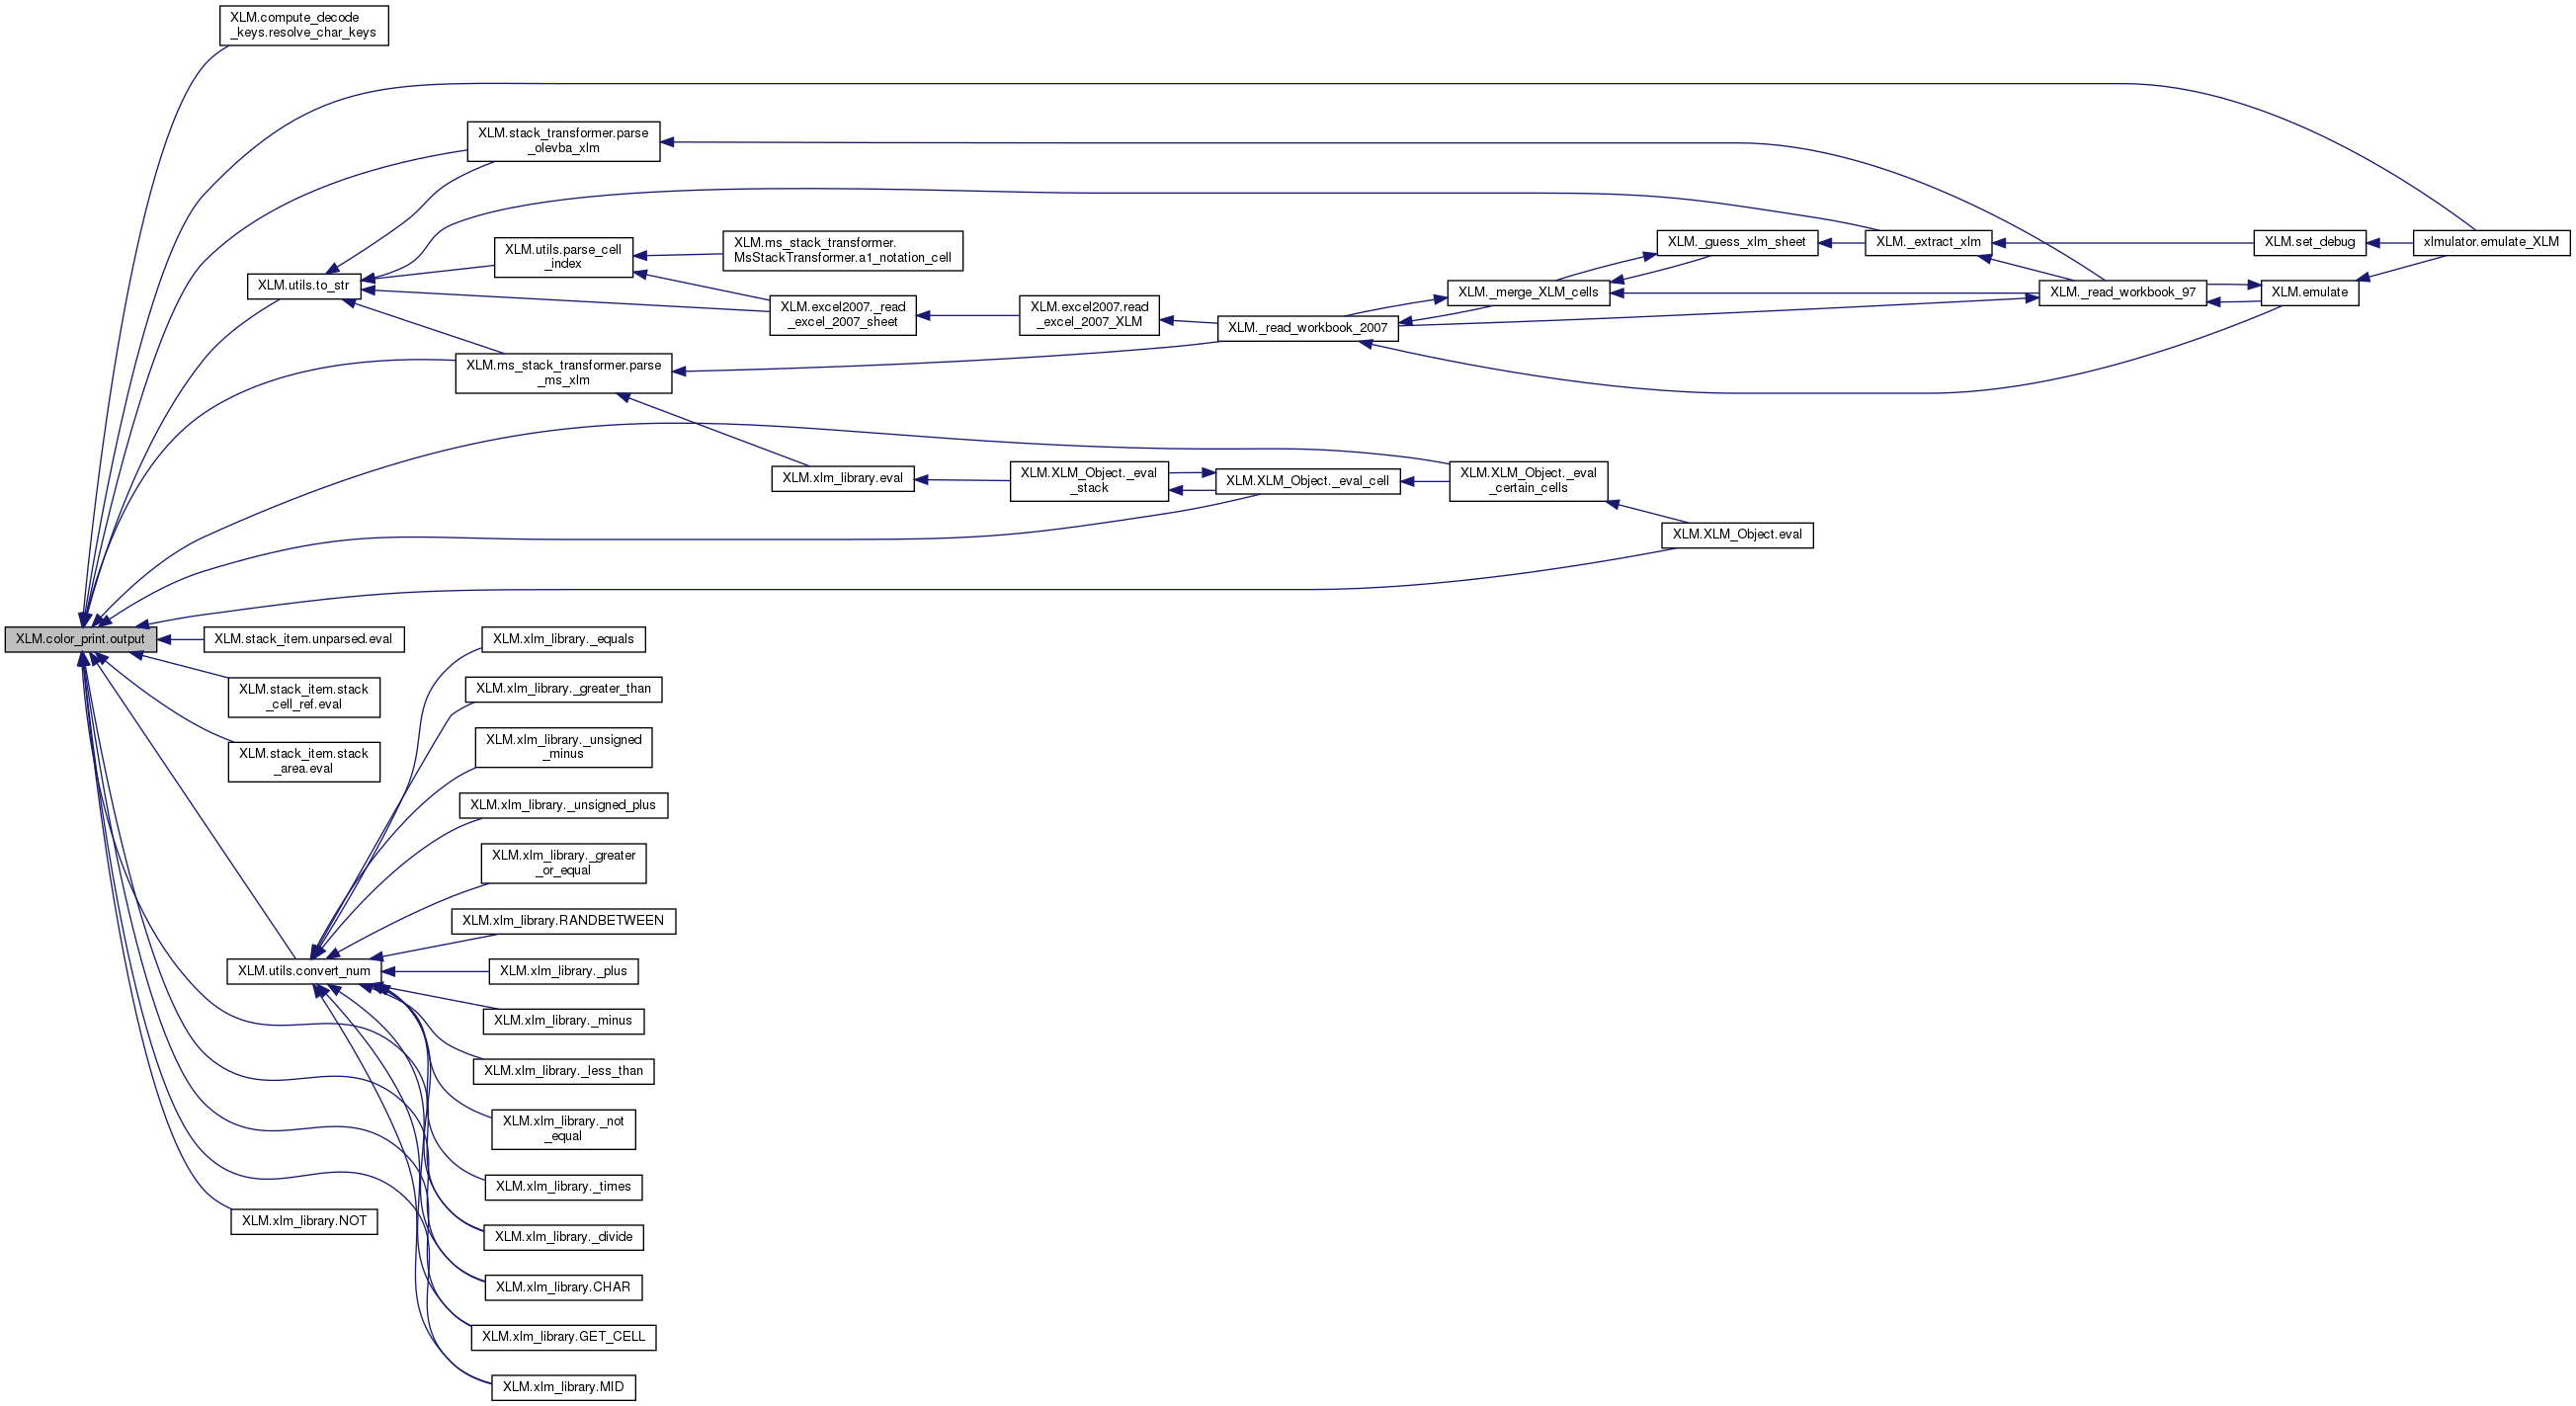 XLM.compute_decode
_keys.resolve_char_keys
XLM.stack_transformer.parse
_olevba_xlm
XLM.utils.parse_cell
_index
XLM.ms_stack_transformer.
MsStackTransformer.a1_notation_cell
XLM._guess_xlm_sheet
XLM._extract_xlm
XLM.set_debug
xlmulator.emulate_XLM
XLM.utils.to_str
XLM.excel2007._read
_excel_2007_sheet
XLM.excel2007.read
_excel_2007_XLM
XLM._read_workbook_2007
XLM._merge_XLM_cells
XLM._read_workbook_97
XLM.emulate
XLM.ms_stack_transformer.parse
_ms_xlm
XLM.xlm_library.eval
XLM.XLM_Object._eval
_stack
XLM.XLM_Object._eval_cell
XLM.XLM_Object._eval
_certain_cells
XLM.XLM_Object.eval
XLM.color_print.output
XLM.stack_item.unparsed.eval
XLM.stack_item.stack
_cell_ref.eval
XLM.stack_item.stack
_area.eval
XLM.xlm_library._equals
XLM.xlm_library._greater_than
XLM.xlm_library._unsigned
_minus
XLM.xlm_library._unsigned_plus
XLM.xlm_library._greater
_or_equal
XLM.xlm_library.RANDBETWEEN
XLM.utils.convert_num
XLM.xlm_library._plus
XLM.xlm_library._minus
XLM.xlm_library._less_than
XLM.xlm_library._not
_equal
XLM.xlm_library._times
XLM.xlm_library.NOT
XLM.xlm_library._divide
XLM.xlm_library.CHAR
XLM.xlm_library.GET_CELL
XLM.xlm_library.MID